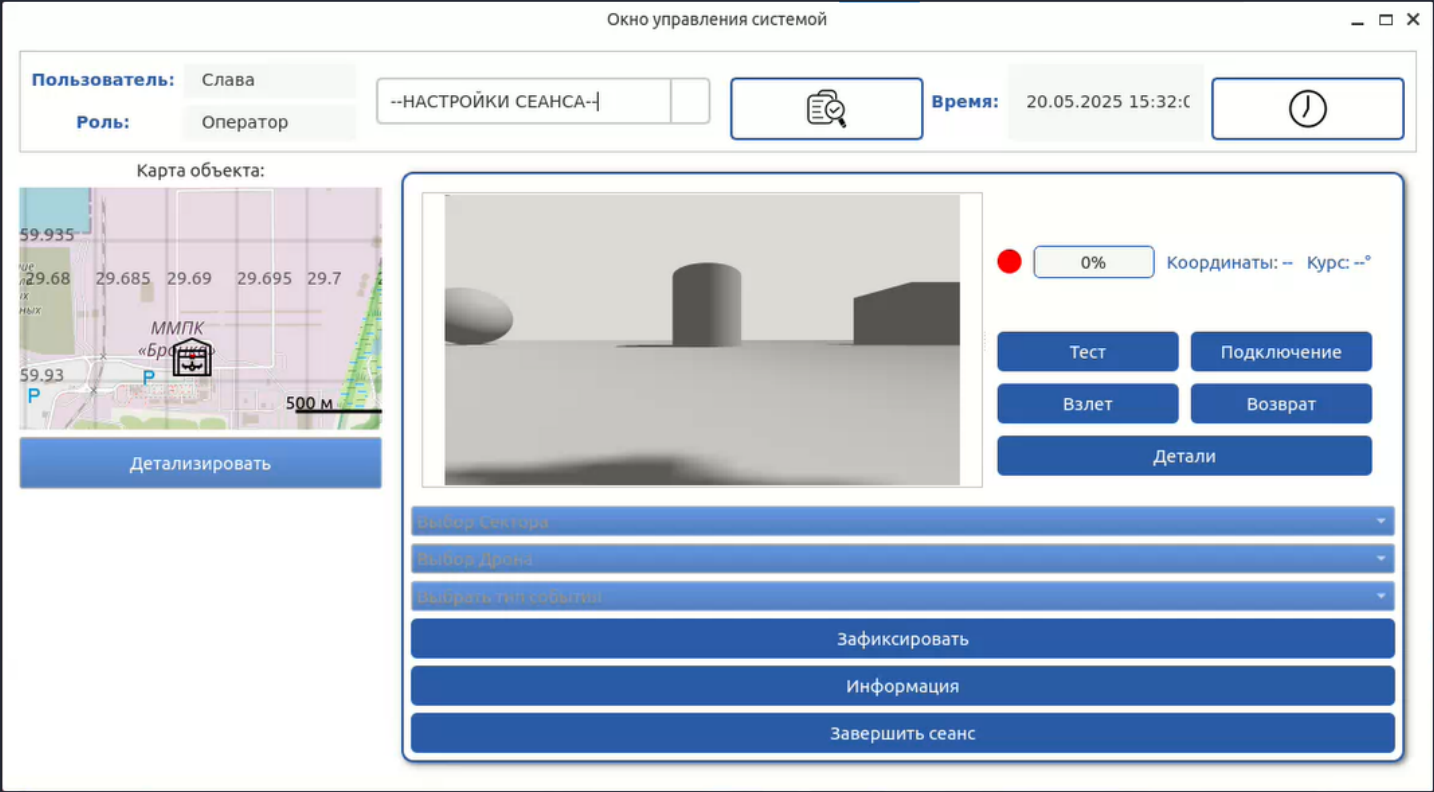 Окно управления системой
Пользователь: Слава
Роль: Оператор
--НАСТРОЙКИ СЕАНСА--
Время: 20.05.2025 15:32:0
Карта объекта:
59.935
29.68 29.685 29.69 29.695 29.7
ММПК
«Бронка»
59.93
P
P
500 м
Детализировать
0%
Координаты: -- Курс: --°
Тест
Подключение
Взлет
Возврат
Детали
Выбор Сектора
Выбор Дрона
Выбрать тип события
Зафиксировать
Информация
Завершить сеанс